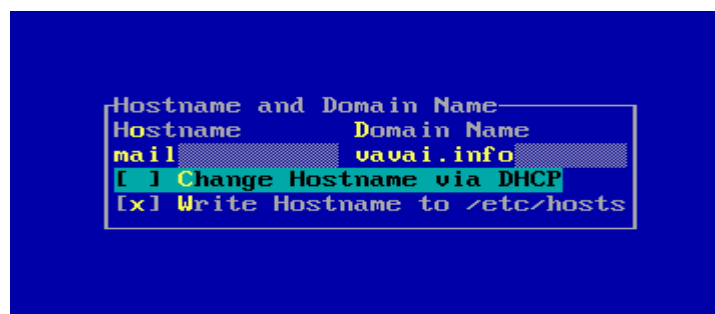 Hostname and Domain Name
Hostname Domain Name
mail vavai.info
[ ] Change Hostname via DHCP
[x] Write Hostname to /etc/hosts